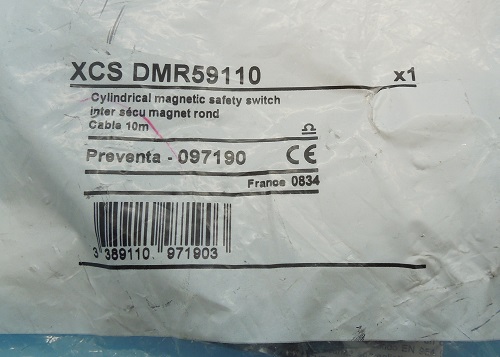 XCS DMR59110 x1
Cylindrical magnetic safety switch
inter sécu magnet rond
Cable 10m
Preventa - 097190 CE
France 0834
3 389110 971903